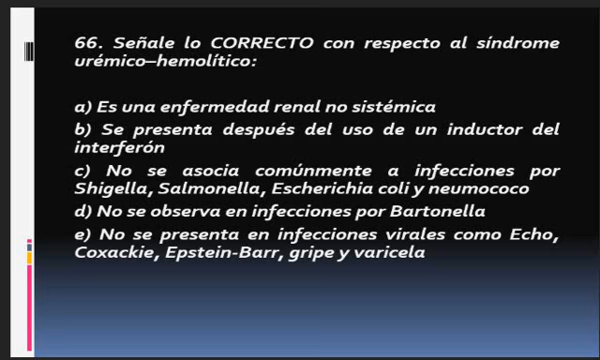 66. Señale lo CORRECTO con respecto al síndrome
urémico–hemolítico:
a) Es una enfermedad renal no sistémica
b) Se presenta después del uso de un inductor del
interferón
c) No se asocia comúnmente a infecciones por
Shigella, Salmonella, Escherichia coli y neumococo
d) No se observa en infecciones por Bartonella
e) No se presenta en infecciones virales como Echo,
Coxackie, Epstein-Barr, gripe y varicela